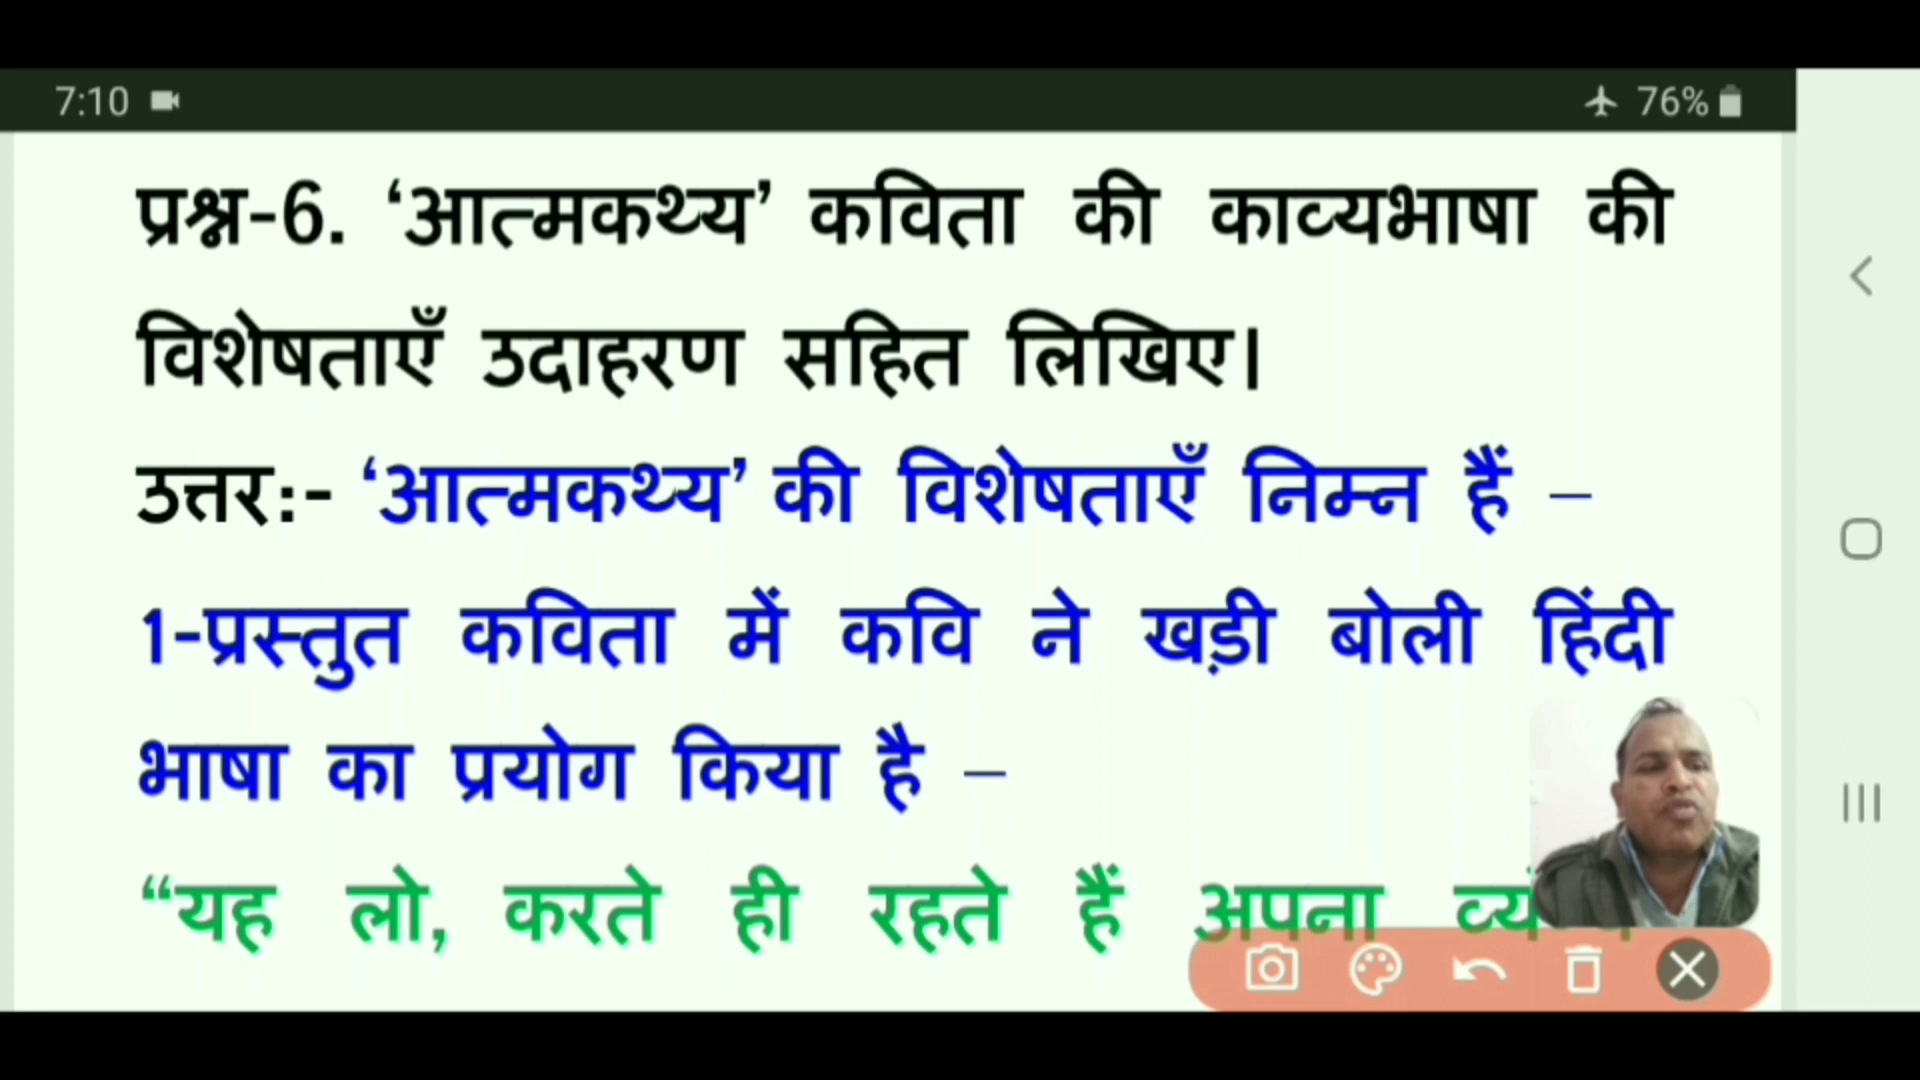 7:10
76%
प्रश्न-6. ‘आत्मकथ्य’ कविता की काव्यभाषा की
विशेषताएँ उदाहरण सहित लिखिए।
उत्तर:- ‘आत्मकथ्य’ की विशेषताएँ निम्न हैं –
1-प्रस्तुत कविता में कवि ने खड़ी बोली हिंदी
भाषा का प्रयोग किया है –
“यह लो, करते ही रहते हैं अपना